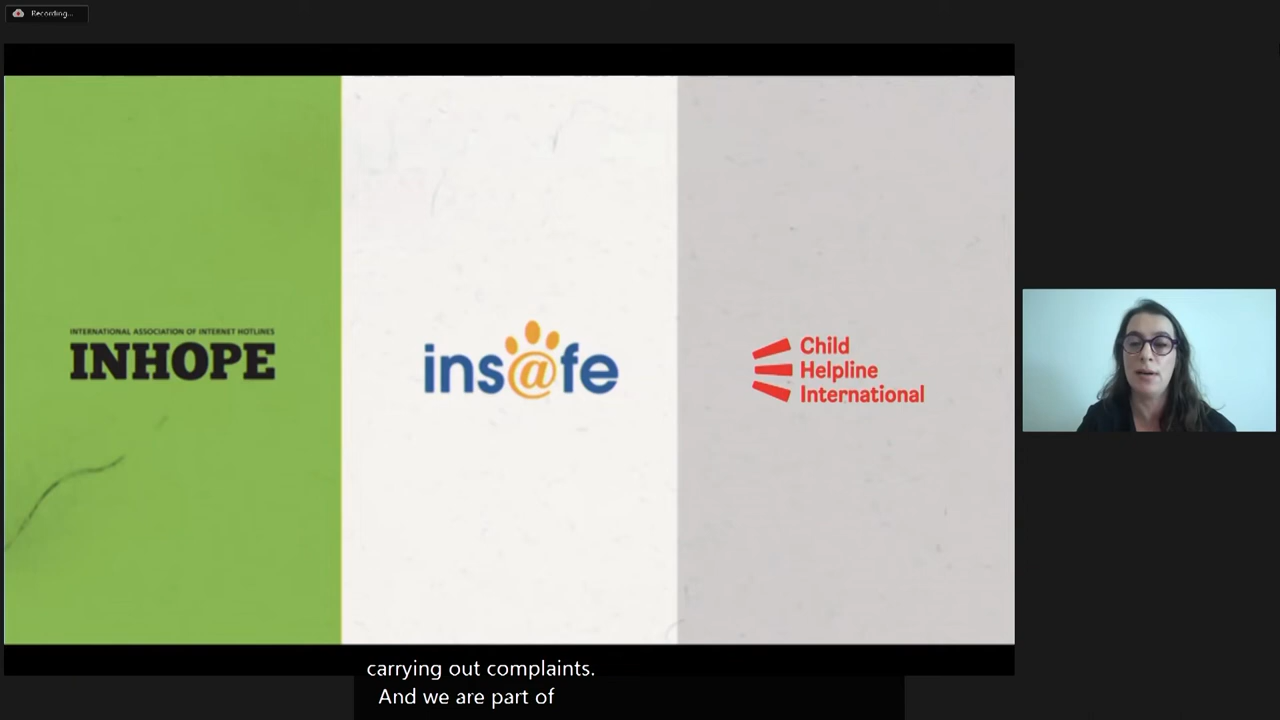 Recording...
INTERNATIONAL ASSOCIATION OF INTERNET HOTLINES
INHOPE
ins@fe
Child
Helpline
International
carrying out complaints.
And we are part of